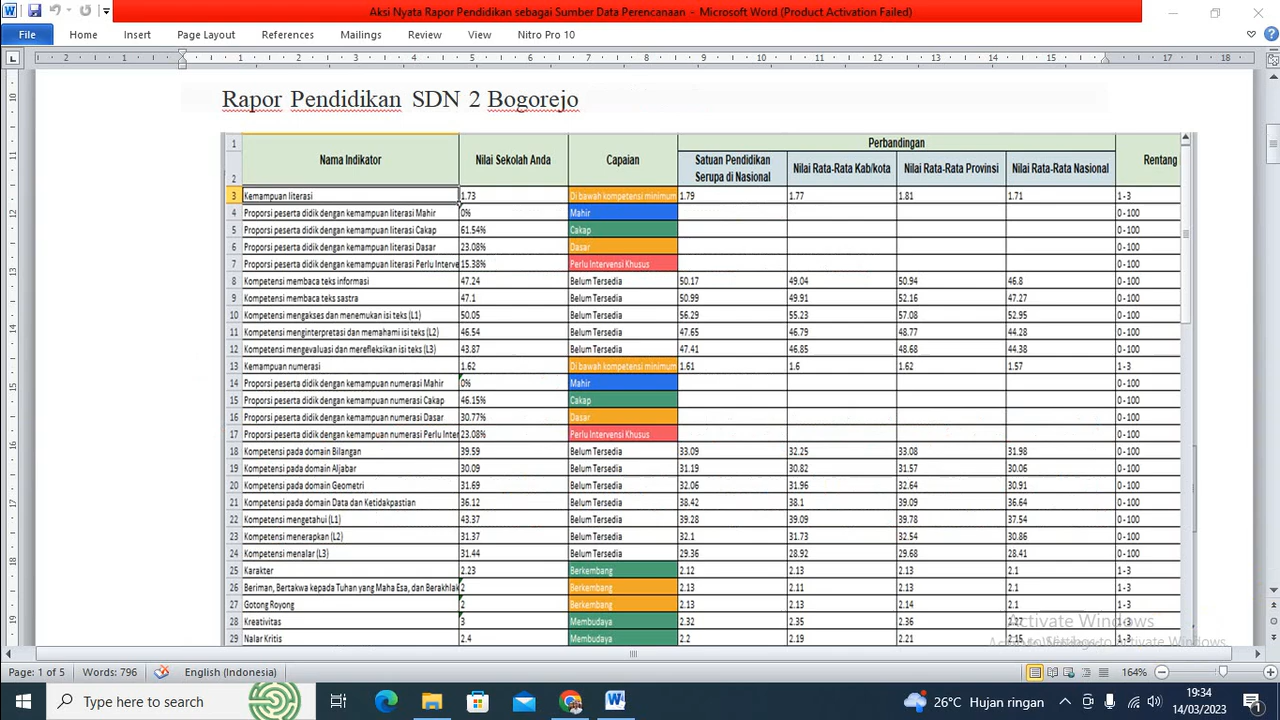 Aksi Nyata Rapor Pendidikan sebagai Sumber Data Perencanaan - Microsoft Word (Product Activation Failed)
File Home Insert Page Layout References Mailings Review View Nitro Pro 10
2 1 1 2 3 4 5 6 7 8 9 10 11 12 13 14 15 16 17 18
Rapor Pendidikan SDN 2 Bogorejo
1 Perbandingan
2 Nama Indikator Nilai Sekolah Anda Capaian Satuan Pendidikan Serupa di Nasional Nilai Rata-Rata Kab/kota Nilai Rata-Rata Provinsi Nilai Rata-Rata Nasional Rentang
3 Kemampuan literasi 1.73 Di bawah kompetensi minimum 1.79 1.77 1.81 1.71 1 - 3
4 Proporsi peserta didik dengan kemampuan literasi Mahir 0% Mahir 0 - 100
5 Proporsi peserta didik dengan kemampuan literasi Cakap 61.54% Cakap 0 - 100
6 Proporsi peserta didik dengan kemampuan literasi Dasar 23.08% Dasar 0 - 100
7 Proporsi peserta didik dengan kemampuan literasi Perlu Interve 15.38% Perlu Intervensi Khusus 0 - 100
8 Kompetensi membaca teks informasi 47.24 Belum Tersedia 50.17 49.04 50.94 46.8 0 - 100
9 Kompetensi membaca teks sastra 47.1 Belum Tersedia 50.99 49.91 52.16 47.27 0 - 100
10 Kompetensi mengakses dan menemukan isi teks (L1) 50.05 Belum Tersedia 56.29 55.23 57.08 52.95 0 - 100
11 Kompetensi menginterpretasi dan memahami isi teks (L2) 46.54 Belum Tersedia 47.65 46.79 48.77 44.28 0 - 100
12 Kompetensi mengevaluasi dan merefleksikan isi teks (L3) 43.87 Belum Tersedia 47.41 46.85 48.68 44.38 0 - 100
13 Kemampuan numerasi 1.62 Di bawah kompetensi minimum 1.61 1.6 1.62 1.57 1 - 3
14 Proporsi peserta didik dengan kemampuan numerasi Mahir 0% Mahir 0 - 100
15 Proporsi peserta didik dengan kemampuan numerasi Cakap 46.15% Cakap 0 - 100
16 Proporsi peserta didik dengan kemampuan numerasi Dasar 30.77% Dasar 0 - 100
17 Proporsi peserta didik dengan kemampuan numerasi Perlu Inter 23.08% Perlu Intervensi Khusus 0 - 100
18 Kompetensi pada domain Bilangan 39.59 Belum Tersedia 33.09 32.25 33.08 31.98 0 - 100
19 Kompetensi pada domain Aljabar 30.09 Belum Tersedia 31.19 30.82 31.57 30.06 0 - 100
20 Kompetensi pada domain Geometri 31.69 Belum Tersedia 32.06 31.96 32.64 30.91 0 - 100
21 Kompetensi pada domain Data dan Ketidakpastian 36.12 Belum Tersedia 38.42 38.1 39.09 36.64 0 - 100
22 Kompetensi mengetahui (L1) 43.37 Belum Tersedia 39.28 39.09 39.78 37.54 0 - 100
23 Kompetensi menerapkan (L2) 31.37 Belum Tersedia 32.1 31.73 32.54 30.86 0 - 100
24 Kompetensi menalar (L3) 31.44 Belum Tersedia 29.36 28.92 29.68 28.41 0 - 100
25 Karakter 2.23 Berkembang 2.12 2.13 2.13 2.1 1 - 3
26 Beriman, Bertakwa kepada Tuhan yang Maha Esa, dan Berakhlak 2 Berkembang 2.13 2.11 2.13 2.1 1 - 3
27 Gotong Royong 2 Berkembang 2.13 2.13 2.14 2.1 1 - 3
28 Kreativitas 3 Membudaya 2.32 2.35 2.36 1 - 3
29 Nalar Kritis 2.4 Membudaya 2.2 2.19 2.21 2.15 1 - 3
Activate Windows
Page: 1 of 5 Words: 796 English (Indonesia) 164%
Type here to search
26°C Hujan ringan
19:34
14/03/2023